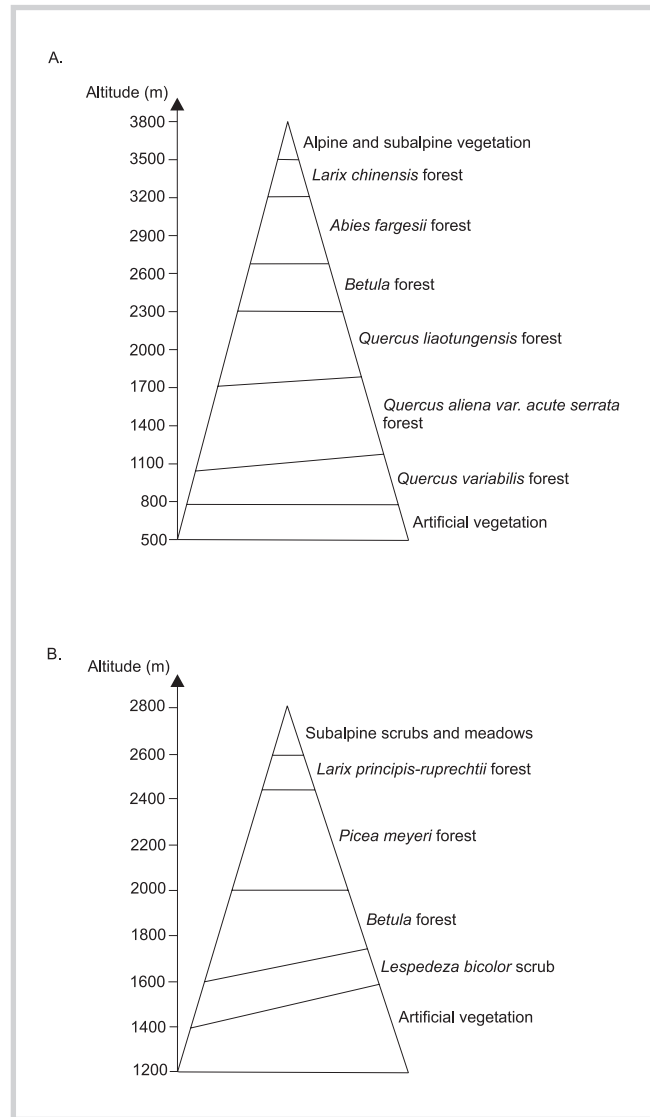 A.
Altitude (m)
3800
3500
3200
2900
2600
2300
2000
1700
1400
1100
800
500
Alpine and subalpine vegetation
Larix chinensis forest
Abies fargesii forest
Betula forest
Quercus liaotungensis forest
Quercus aliena var. acute serrata
forest
Quercus variabilis forest
Artificial vegetation
B.
Altitude (m)
2800
2600
2400
2200
2000
1800
1600
1400
1200
Subalpine scrubs and meadows
Larix principis-ruprechtii forest
Picea meyeri forest
Betula forest
Lespedeza bicolor scrub
Artificial vegetation